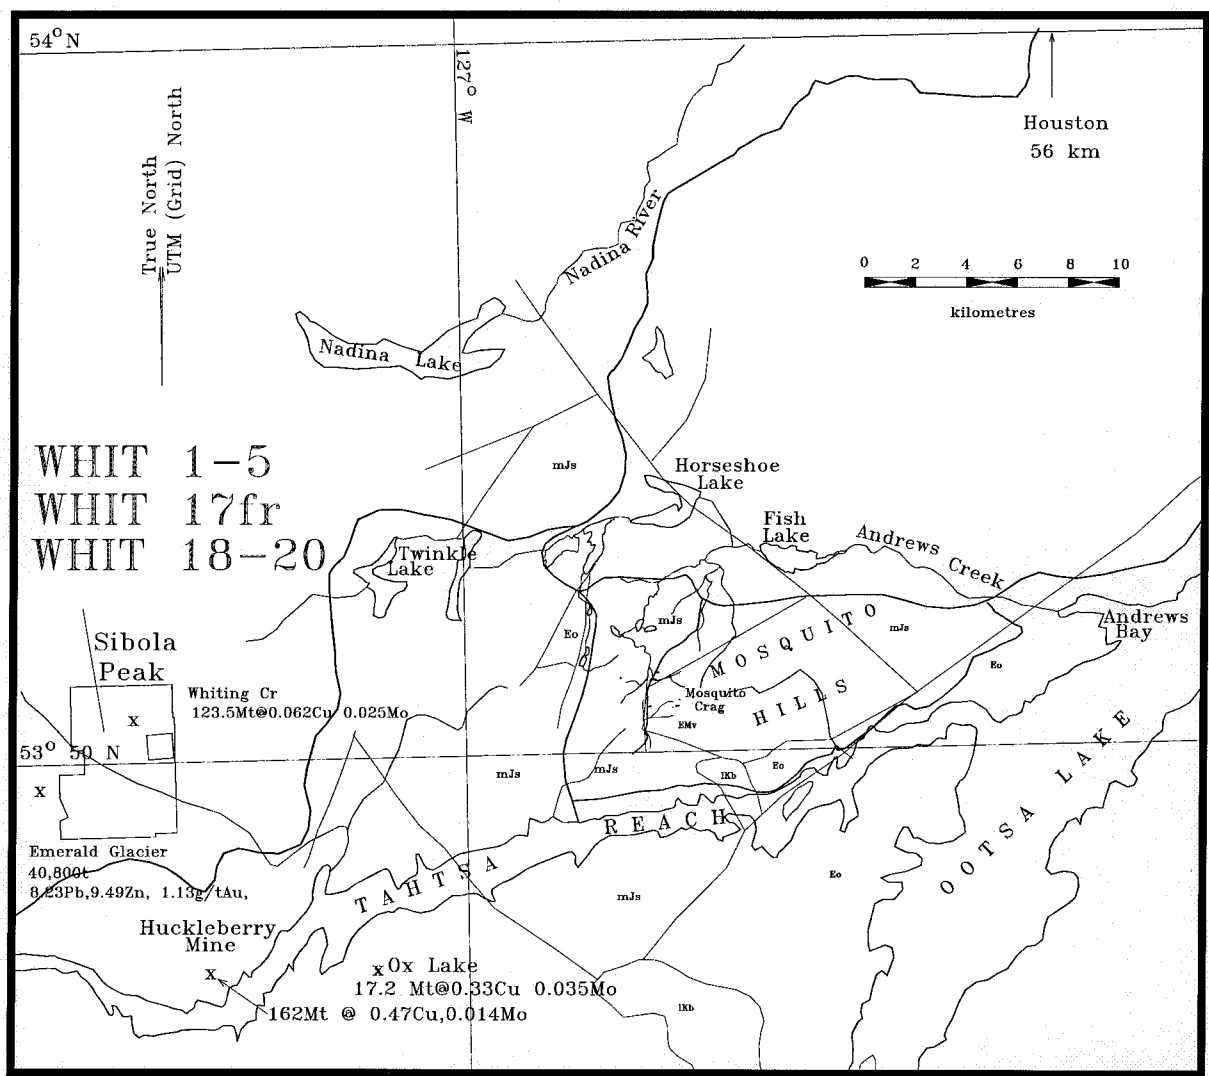 54° N
127° W
Houston
56 km
True North
UTM (Grid) North
Nadina River
0 2 4 6 8 10
kilometres
Nadina Lake
WHIT 1-5
WHIT 17fr
WHIT 18-20
mJs
Horseshoe
Lake
Fish
Lake
Andrews Creek
Twinkle
Lake
Andrews
Bay
Sibola
Peak
Eo
mJs
MOSQUITO
HILLS
mJs
Eo
Whiting Cr
123.5Mt@0.062Cu 0.025Mo
x
Mosquito
Crag
EMv
53° 50 N
mJs
mJs
lKb
Eo
x
TAHTSA REACH
OOTSA LAKE
Emerald Glacier
40,800t
8.23Pb,9.49Zn, 1.13g/tAu,
Eo
mJs
Huckleberry
Mine
x
x Ox Lake
17.2 Mt@0.33Cu 0.035Mo
162Mt @ 0.47Cu,0.014Mo
lKb